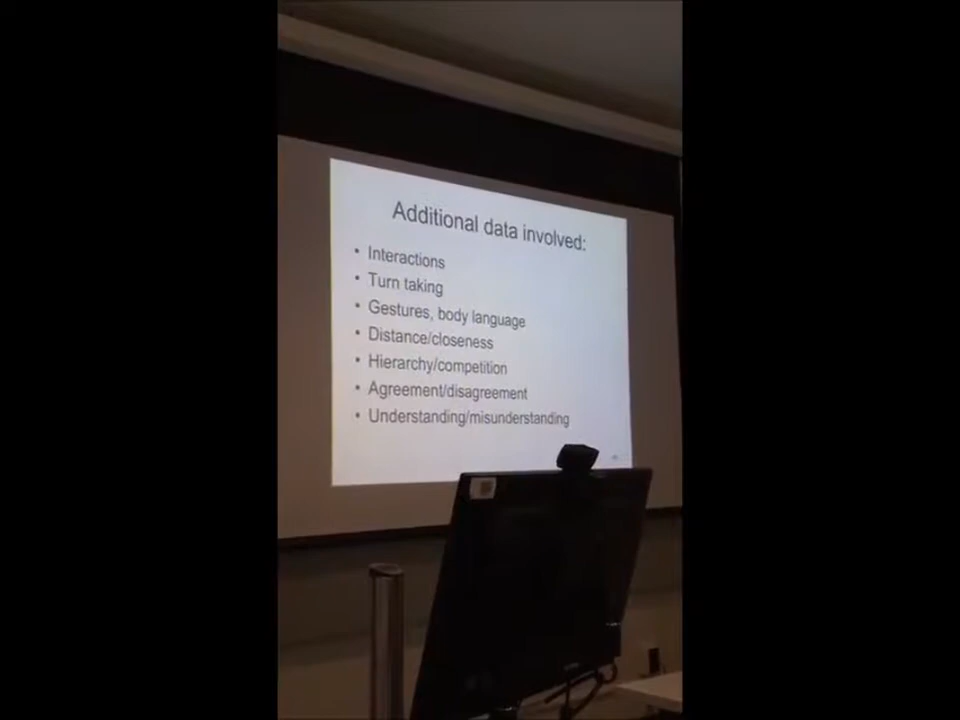 Additional data involved:
• Interactions
• Turn taking
• Gestures, body language
• Distance/closeness
• Hierarchy/competition
• Agreement/disagreement
• Understanding/misunderstanding